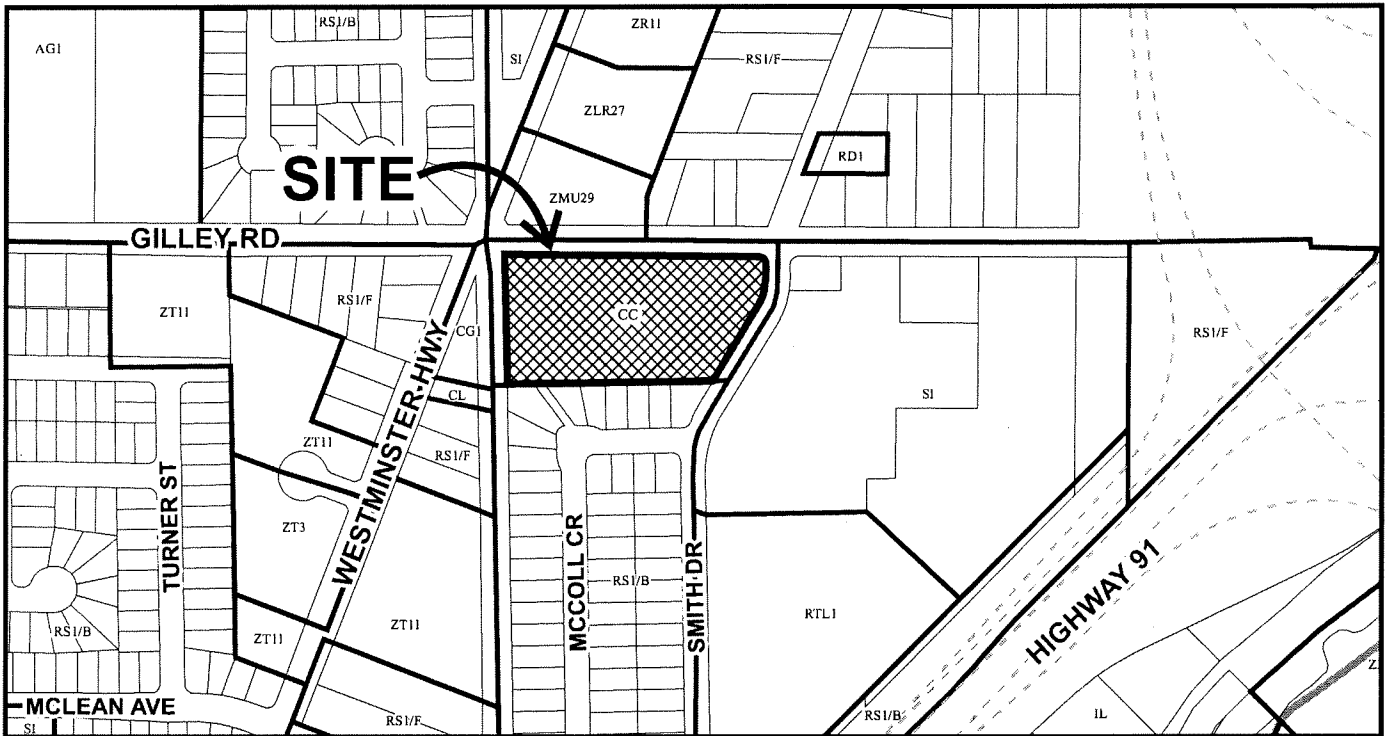 RS1/B
ZR11
AG1
SI
RS1/F
ZLR27
RD1
SITE
ZMU29
GILLEY RD
ZT11
RS1/F
CG1
CC
RS1/F
CL
SI
ZT11
RS1/F
WESTMINSTER HWY
TURNER ST
ZT3
MCCOLL CR
RS1/B
SMITH DR
RTL1
HIGHWAY 91
RS1/B
ZT11
ZT11
MCLEAN AVE
SI
RS1/F
RS1/B
IL